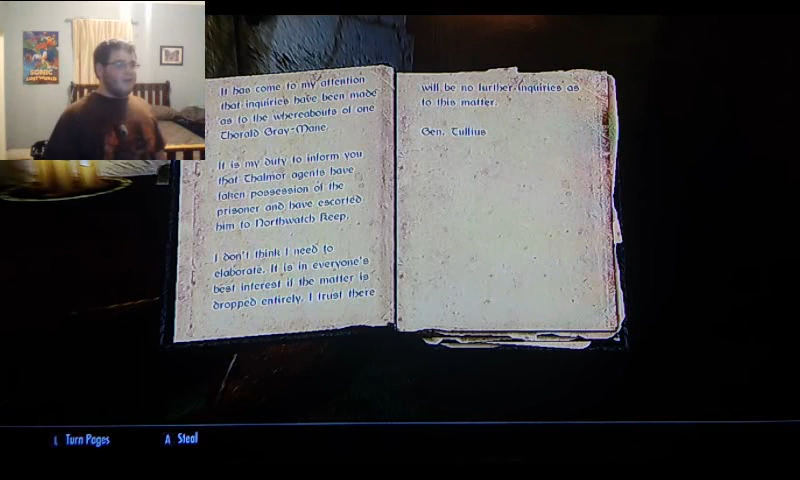 SONIC
LOST WORLD
It has come to my attention
that inquiries have been made
as to the whereabouts of one
Thorald Gray-Mane.
It is my duty to inform you
that Thalmor agents have
taken possession of the
prisoner and have escorted
him to Northwatch Keep.
I don't think I need to
elaborate. It is in everyone's
best interest if the matter is
dropped entirely. I trust there
will be no further inquiries as
to this matter.
Gen. Tullius
L Turn Pages A Steal